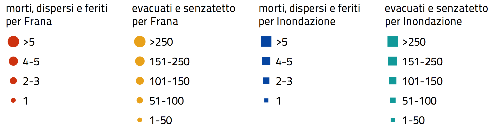 morti, dispersi e feriti
per Frana
>5
4-5
2-3
1
evacuati e senzatetto
per Frana
>250
151-250
101-150
51-100
1-50
morti, dispersi e feriti
per Inondazione
>5
4-5
2-3
1
evacuati e senzatetto
per Inondazione
>250
151-250
101-150
51-100
1-50